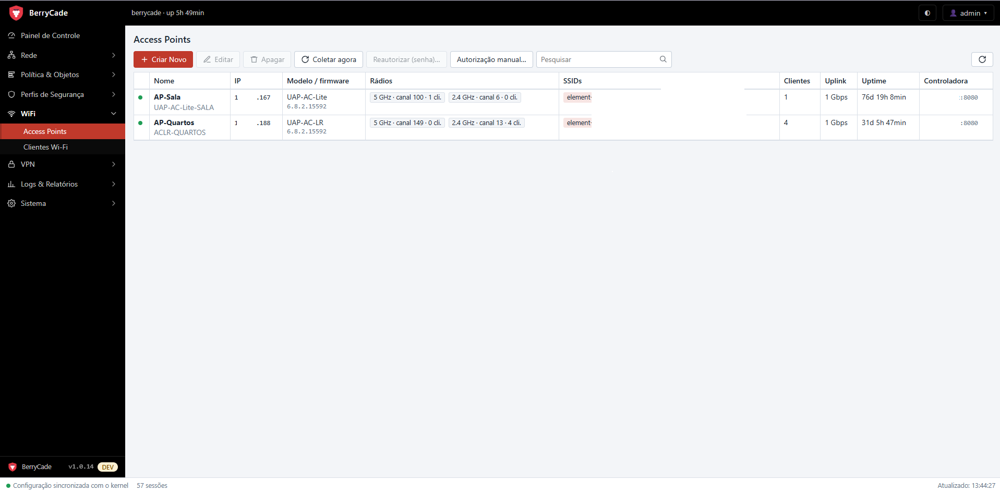 BerryCade
berrycade · up 5h 49min
admin
Painel de Controle
Rede
Política & Objetos
Perfis de Segurança
WiFi
Access Points
Clientes Wi-Fi
VPN
Logs & Relatórios
Sistema
Access Points
Criar Novo
Editar
Apagar
Coletar agora
Reautorizar (senha)...
Autorização manual...
Pesquisar
Nome IP Modelo / firmware Rádios SSIDs Clientes Uplink Uptime Controladora
AP-Sala 1 .167 UAP-AC-Lite 5 GHz · canal 100 · 1 cli. 2.4 GHz · canal 6 · 0 cli. element- 1 1 Gbps 76d 19h 8min :8080
UAP-AC-Lite-SALA 6.8.2.15592
AP-Quartos 1 .188 UAP-AC-LR 5 GHz · canal 149 · 0 cli. 2.4 GHz · canal 13 · 4 cli. element- 4 1 Gbps 31d 5h 47min :8080
ACLR-QUARTOS 6.8.2.15592
BerryCade v1.0.14 DEV
Configuração sincronizada com o kernel 57 sessões
Atualizado: 13:44:27